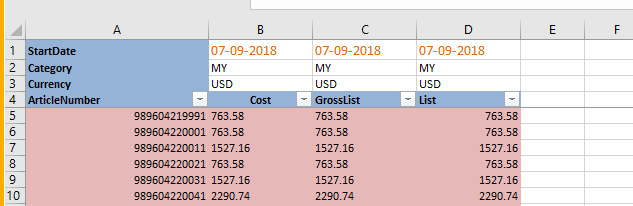 A B C D E F
1 StartDate 07-09-2018 07-09-2018 07-09-2018
2 Category MY MY MY
3 Currency USD USD USD
4 ArticleNumber Cost GrossList List
5 989604219991 763.58 763.58 763.58
6 989604220001 763.58 763.58 763.58
7 989604220011 1527.16 1527.16 1527.16
8 989604220021 763.58 763.58 763.58
9 989604220031 1527.16 1527.16 1527.16
10 989604220041 2290.74 2290.74 2290.74